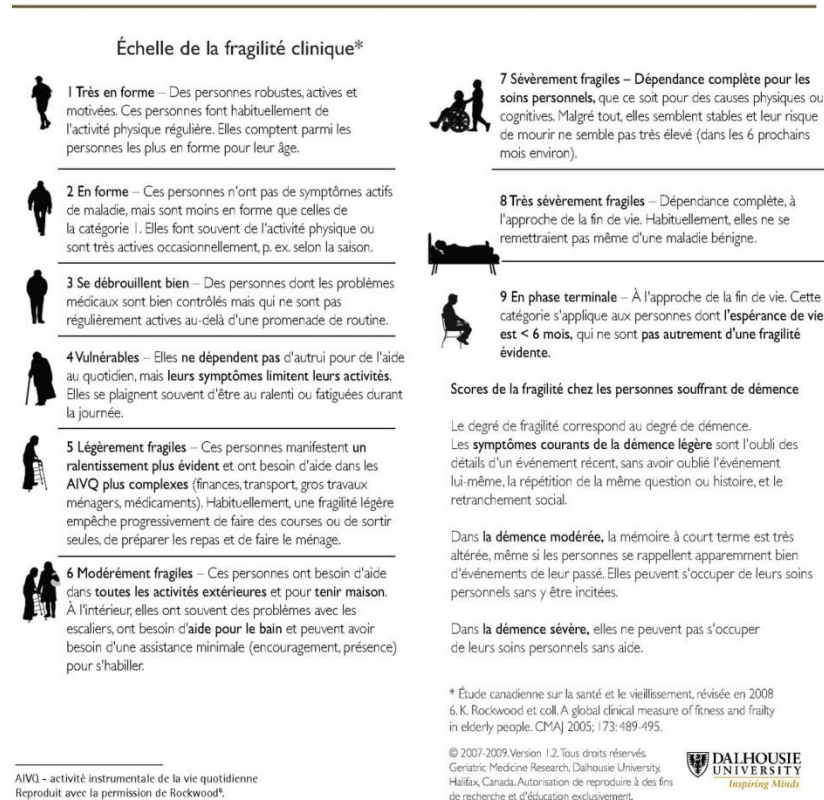 Échelle de la fragilité clinique*
1 Très en forme – Des personnes robustes, actives et
motivées. Ces personnes font habituellement de
l'activité physique régulière. Elles comptent parmi les
personnes les plus en forme pour leur âge.
2 En forme – Ces personnes n'ont pas de symptômes actifs
de maladie, mais sont moins en forme que celles de
la catégorie 1. Elles font souvent de l'activité physique ou
sont très actives occasionnellement, p. ex. selon la saison.
3 Se débrouillent bien – Des personnes dont les problèmes
médicaux sont bien contrôlés mais qui ne sont pas
régulièrement actives au-delà d'une promenade de routine.
4 Vulnérables – Elles ne dépendent pas d'autrui pour de l'aide
au quotidien, mais leurs symptômes limitent leurs activités.
Elles se plaignent souvent d'être au ralenti ou fatiguées durant
la journée.
5 Légèrement fragiles – Ces personnes manifestent un
ralentissement plus évident et ont besoin d'aide dans les
AIVQ plus complexes (finances, transport, gros travaux
ménagers, médicaments). Habituellement, une fragilité légère
empêche progressivement de faire des courses ou de sortir
seules, de préparer les repas et de faire le ménage.
6 Modérément fragiles – Ces personnes ont besoin d'aide
dans toutes les activités extérieures et pour tenir maison.
À l'intérieur, elles ont souvent des problèmes avec les
escaliers, ont besoin d'aide pour le bain et peuvent avoir
besoin d'une assistance minimale (encouragement, présence)
pour s'habiller.
AIVQ - activité instrumentale de la vie quotidienne
Reproduit avec la permission de Rockwood⁶.
7 Sévèrement fragiles – Dépendance complète pour les
soins personnels, que ce soit pour des causes physiques ou
cognitives. Malgré tout, elles semblent stables et leur risque
de mourir ne semble pas très élevé (dans les 6 prochains
mois environ).
8 Très sévèrement fragiles – Dépendance complète, à
l'approche de la fin de vie. Habituellement, elles ne se
remettraient pas même d'une maladie bénigne.
9 En phase terminale – À l'approche de la fin de vie. Cette
catégorie s'applique aux personnes dont l'espérance de vie
est < 6 mois, qui ne sont pas autrement d'une fragilité
évidente.
Scores de la fragilité chez les personnes souffrant de démence
Le degré de fragilité correspond au degré de démence.
Les symptômes courants de la démence légère sont l'oubli des
détails d'un événement récent, sans avoir oublié l'événement
lui-même, la répétition de la même question ou histoire, et le
retranchement social.
Dans la démence modérée, la mémoire à court terme est très
altérée, même si les personnes se rappellent apparemment bien
d'événements de leur passé. Elles peuvent s'occuper de leurs soins
personnels sans y être incitées.
Dans la démence sévère, elles ne peuvent pas s'occuper
de leurs soins personnels sans aide.
* Étude canadienne sur la santé et le vieillissement, révisée en 2008
6. K. Rockwood et coll. A global clinical measure of fitness and frailty
in elderly people. CMAJ 2005; 173: 489-495.
© 2007-2009. Version 1.2. Tous droits réservés.
Geriatric Medicine Research, Dalhousie University,
Halifax, Canada. Autorisation de reproduire à des fins
de recherche et d'éducation exclusivement.
DALHOUSIE
UNIVERSITY
Inspiring Minds